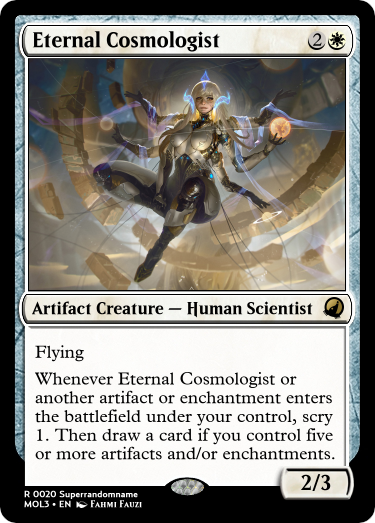 Eternal Cosmologist 2
Artifact Creature — Human Scientist
Flying
Whenever Eternal Cosmologist or
another artifact or enchantment enters
the battlefield under your control, scry
1. Then draw a card if you control five
or more artifacts and/or enchantments.
2/3
R 0020 Superrandomname
MOL3 • EN Fahmi Fauzi